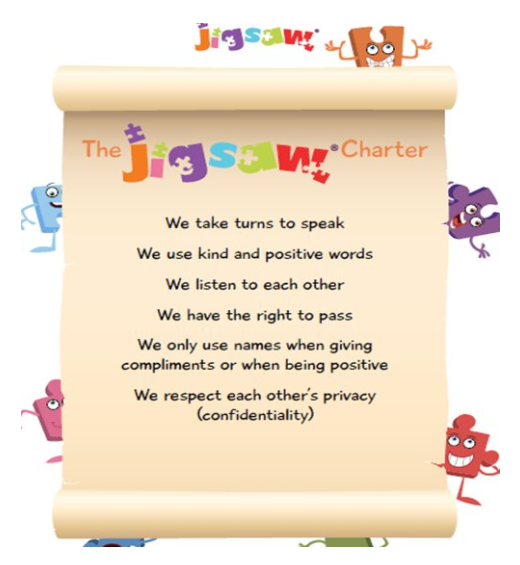 jigsaw
The jigsaw® Charter
We take turns to speak
We use kind and positive words
We listen to each other
We have the right to pass
We only use names when giving
compliments or when being positive
We respect each other's privacy
(confidentiality)